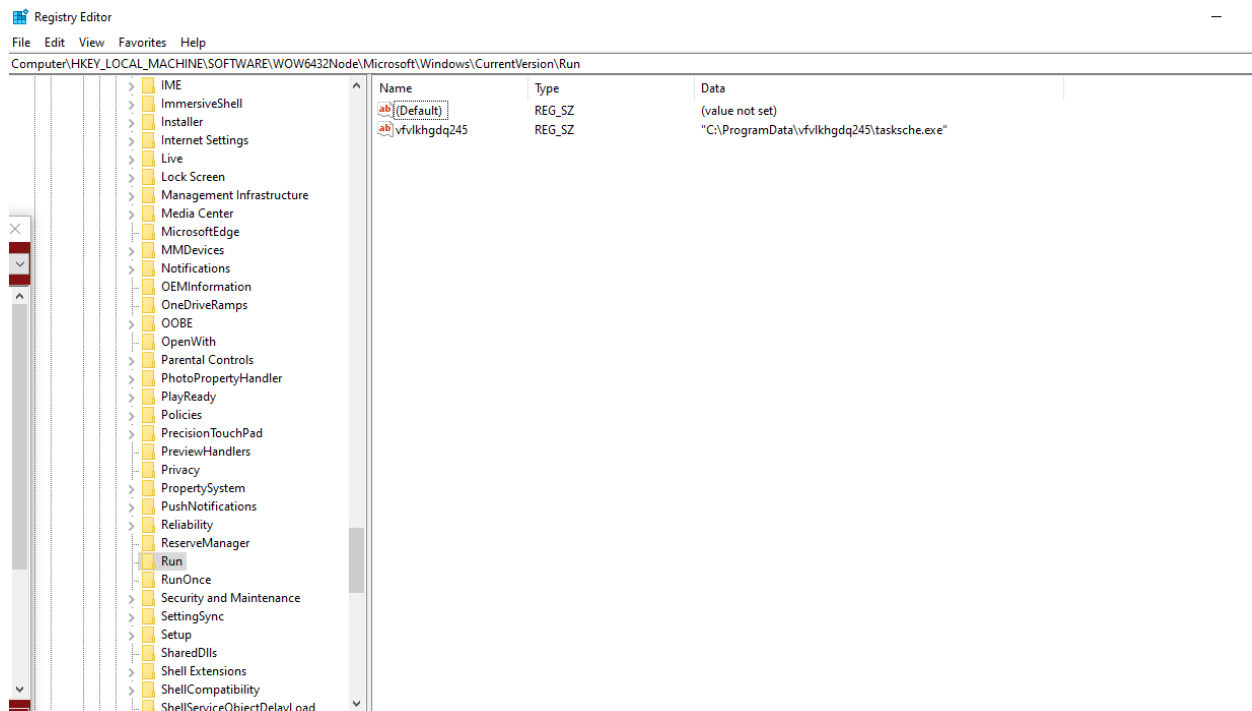 Registry Editor
File Edit View Favorites Help
Computer\HKEY_LOCAL_MACHINE\SOFTWARE\WOW6432Node\Microsoft\Windows\CurrentVersion\Run
IME
ImmersiveShell
Installer
Internet Settings
Live
Lock Screen
Management Infrastructure
Media Center
MicrosoftEdge
MMDevices
Notifications
OEMInformation
OneDriveRamps
OOBE
OpenWith
Parental Controls
PhotoPropertyHandler
PlayReady
Policies
PrecisionTouchPad
PreviewHandlers
Privacy
PropertySystem
PushNotifications
Reliability
ReserveManager
Run
RunOnce
Security and Maintenance
SettingSync
Setup
SharedDlls
Shell Extensions
ShellCompatibility
ShellServiceObjectDelayLoad
Name Type Data
ab (Default) REG_SZ (value not set)
ab vfvlkhgdq245 REG_SZ "C:\ProgramData\vfvlkhgdq245\tasksche.exe"